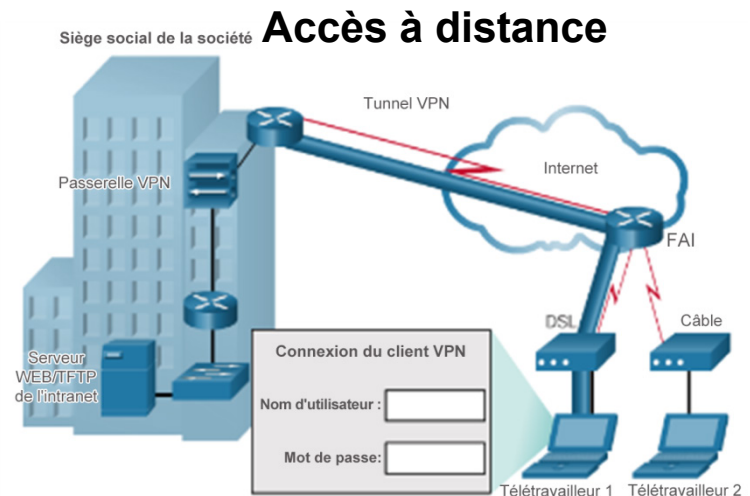 Accès à distance
Siège social de la société
Tunnel VPN
Internet
Passerelle VPN
FAI
DSL
Câble
Serveur
WEB/TFTP
de l'intranet
Connexion du client VPN
Nom d'utilisateur :
Mot de passe:
Télétravailleur 1
Télétravailleur 2